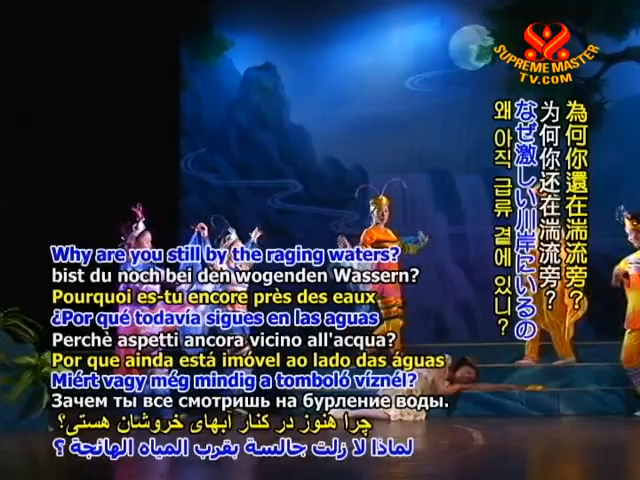 SUPREME MASTER
TV.COM
為何你還在湍流旁?
为何你还在湍流旁?
なぜ激しい川岸にいるの
왜 아직 급류 곁에 있니?
Why are you still by the raging waters?
bist du noch bei den wogenden Wassern?
Pourquoi es-tu encore près des eaux
¿Por qué todavía sigues en las aguas
Perchè aspetti ancora vicino all'acqua?
Por que ainda está imóvel ao lado das águas
Miért vagy még mindig a tomboló víznél?
Зачем ты все смотришь на бурление воды.
چرا هنوز در کنار آبهای خروشان هستی؟
لماذا لا زلت جالسة بقرب المياه الهائجة ؟